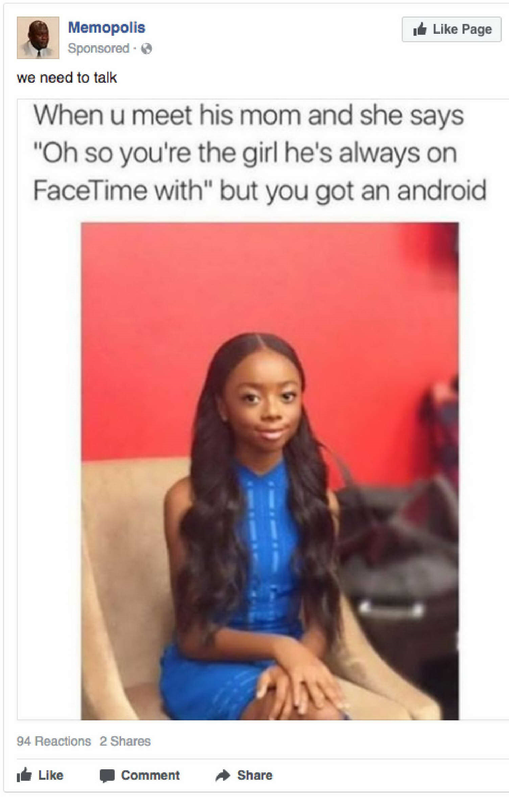 Memopolis
Sponsored ·
Like Page
we need to talk
When u meet his mom and she says
"Oh so you're the girl he's always on
FaceTime with" but you got an android
94 Reactions 2 Shares
Like Comment Share